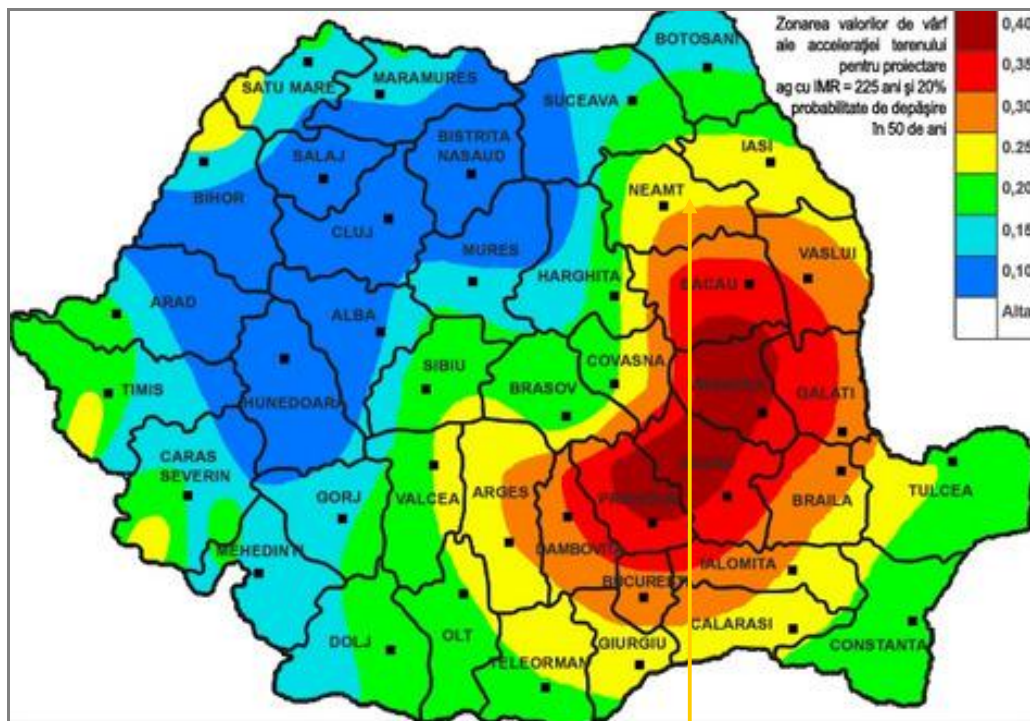 Zonarea valorilor de vârf
ale accelerației terenului
pentru proiectare
ag cu IMR = 225 ani și 20%
probabilitate de depășire
în 50 de ani
0,40
0,35
0,30
0.25
0,20
0,15
0,10
Alta
BOTOSANI
SATU MARE
MARAMURES
SUCEAVA
IASI
BISTRITA
NASAUD
SALAJ
NEAMT
BIHOR
CLUJ
MURES
VASLUI
HARGHITA
BACAU
ARAD
ALBA
COVASNA
SIBIU
BRASOV
TIMIS
HUNEDOARA
GALATI
CARAS
SEVERIN
GORJ
VALCEA
ARGES
BRAILA
TULCEA
MEHEDINTI
DAMBOVITA
IALOMITA
BUCURESTI
CALARASI
DOLJ
OLT
GIURGIU
TELEORMAN
CONSTANTA